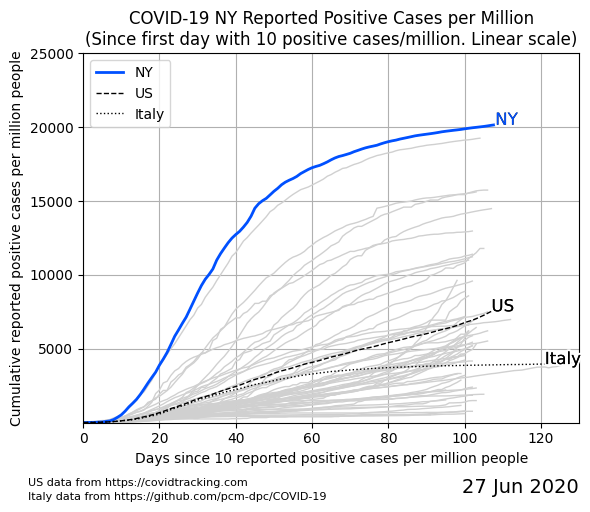 COVID-19 NY Reported Positive Cases per Million
(Since first day with 10 positive cases/million. Linear scale)
Cumulative reported positive cases per million people
25000
20000
15000
10000
5000
NY
US
Italy
NY
US
Italy
0
20
40
60
80
100
120
Days since 10 reported positive cases per million people
US data from https://covidtracking.com
Italy data from https://github.com/pcm-dpc/COVID-19
27 Jun 2020